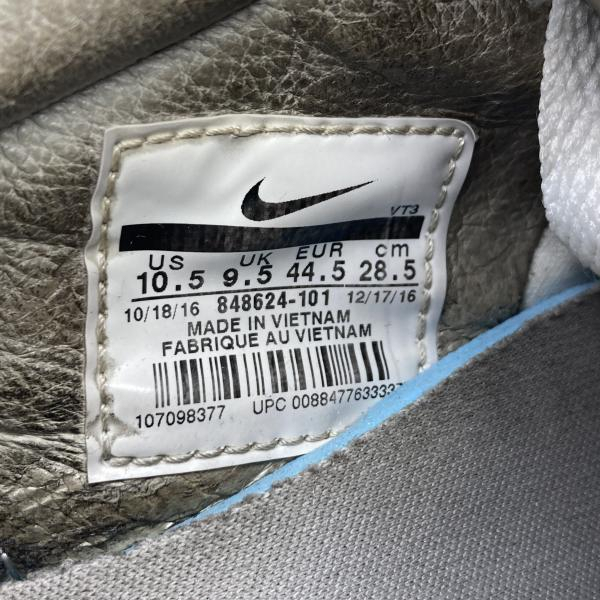 VT3
US UK EUR cm
10.5 9.5 44.5 28.5
10/18/16 848624-101 12/17/16
MADE IN VIETNAM
FABRIQUE AU VIETNAM
107098377 UPC 0088477633337